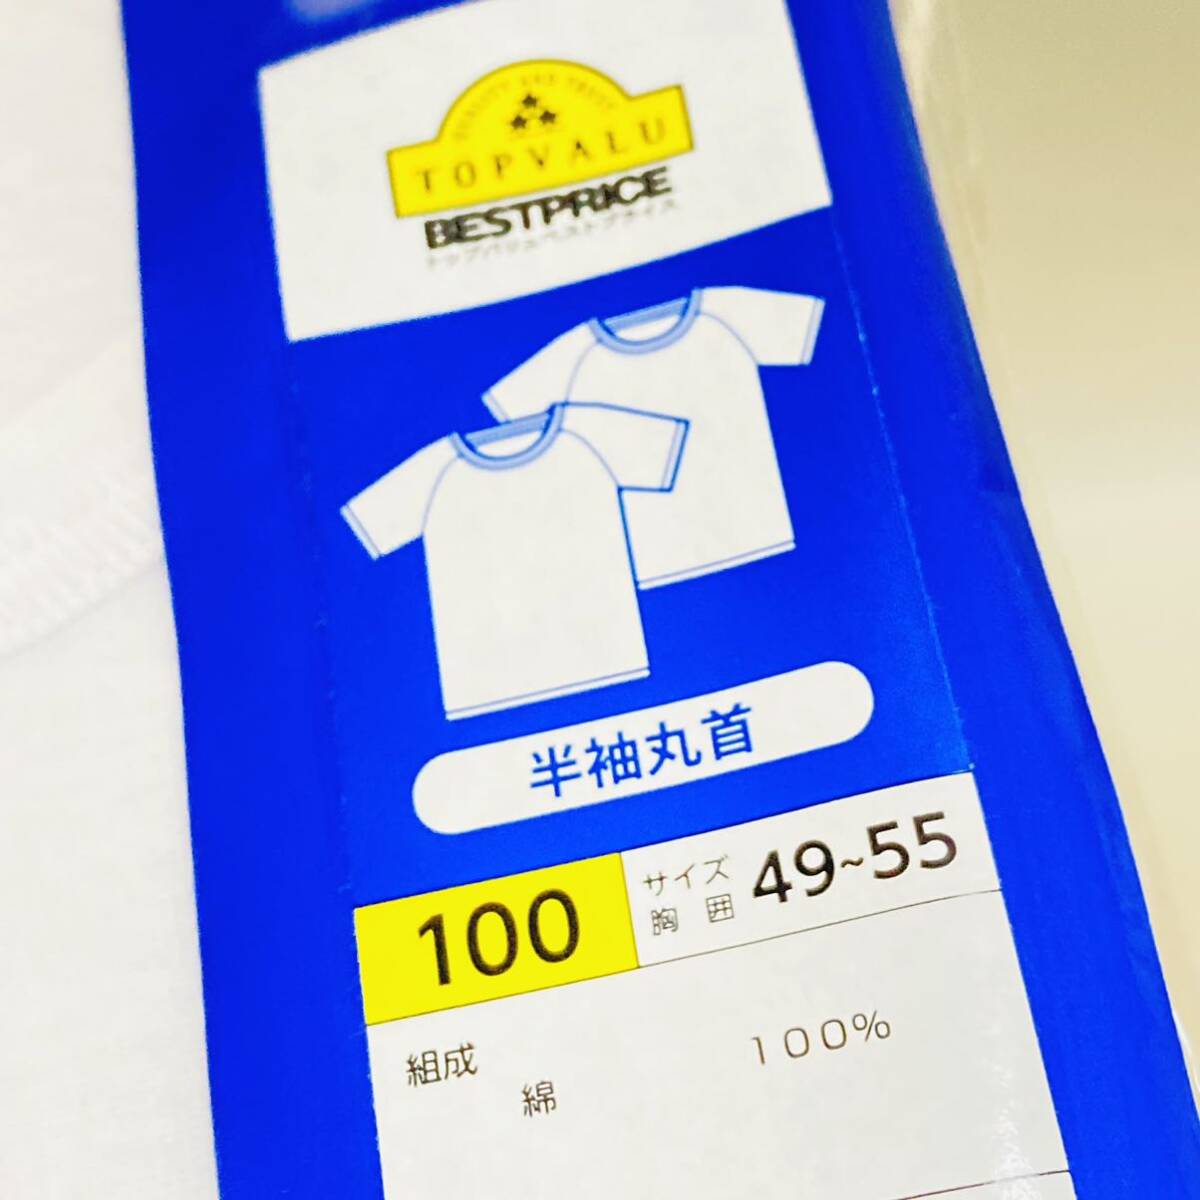 QUALITY AND TRUST
TOPVALU
BESTPRICE
トップバリュベストプライス
半袖丸首
100
サイズ
胸囲
49~55
組成
綿
100%